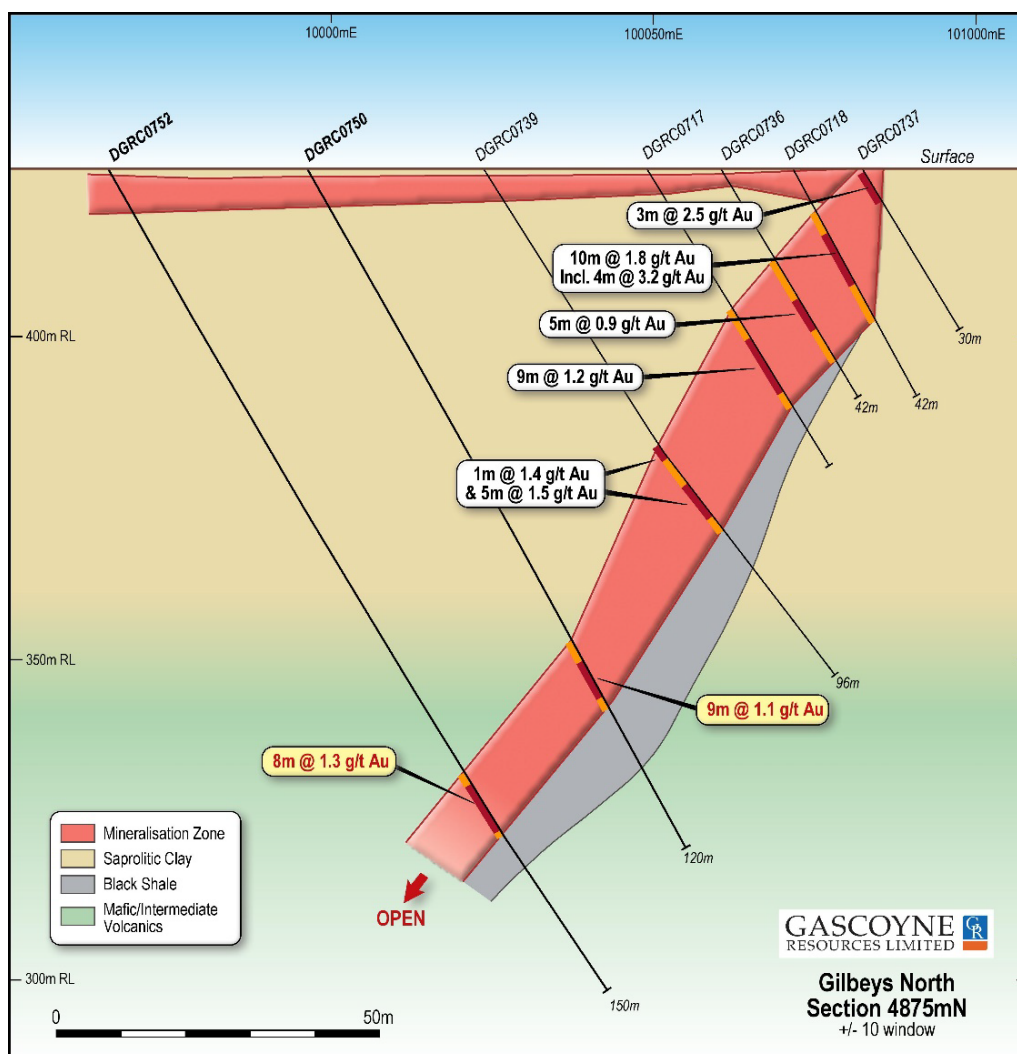 10000mE
100050mE
101000mE
DGRC0752
DGRC0750
DGRC0739
DGRC0717
DGRC0736
DGRC0718
DGRC0737
Surface
3m @ 2.5 g/t Au
10m @ 1.8 g/t Au
Incl. 4m @ 3.2 g/t Au
5m @ 0.9 g/t Au
400m RL
30m
9m @ 1.2 g/t Au
42m
42m
1m @ 1.4 g/t Au
& 5m @ 1.5 g/t Au
350m RL
96m
9m @ 1.1 g/t Au
8m @ 1.3 g/t Au
Mineralisation Zone
Saprolitic Clay
Black Shale
Mafic/Intermediate
Volcanics
120m
OPEN
GASCOYNE
RESOURCES LIMITED
GR
300m RL
150m
Gilbeys North
Section 4875mN
+/- 10 window
0
50m